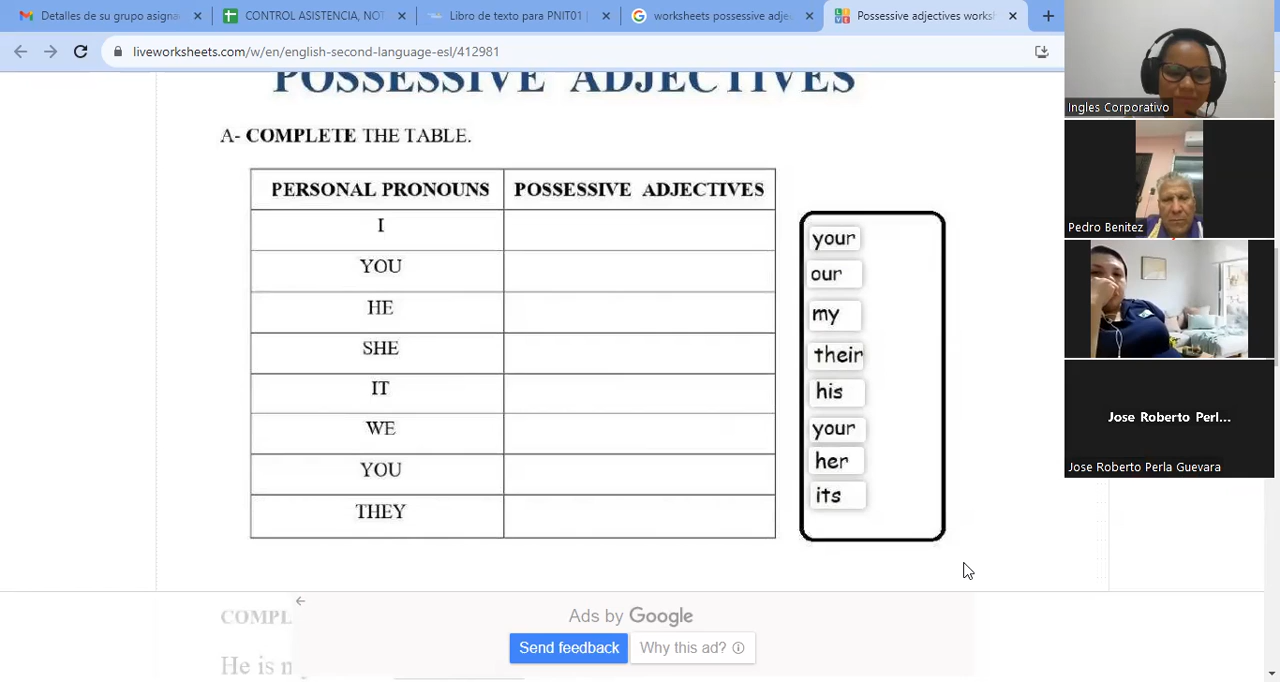 Detalles de su grupo asigna
CONTROL ASISTENCIA, NOT
Libro de texto para PNIT01 |
worksheets possessive adje
Possessive adjectives works
liveworksheets.com/w/en/english-second-language-esl/412981
POSSESSIVE ADJECTIVES
A- COMPLETE THE TABLE.
PERSONAL PRONOUNS POSSESSIVE ADJECTIVES
I
YOU
HE
SHE
IT
WE
YOU
THEY
your
our
my
their
his
your
her
its
COMPL
He is m
Ads by Google
Send feedback
Why this ad?
Ingles Corporativo
Pedro Benitez
Jose Roberto Perl...
Jose Roberto Perla Guevara